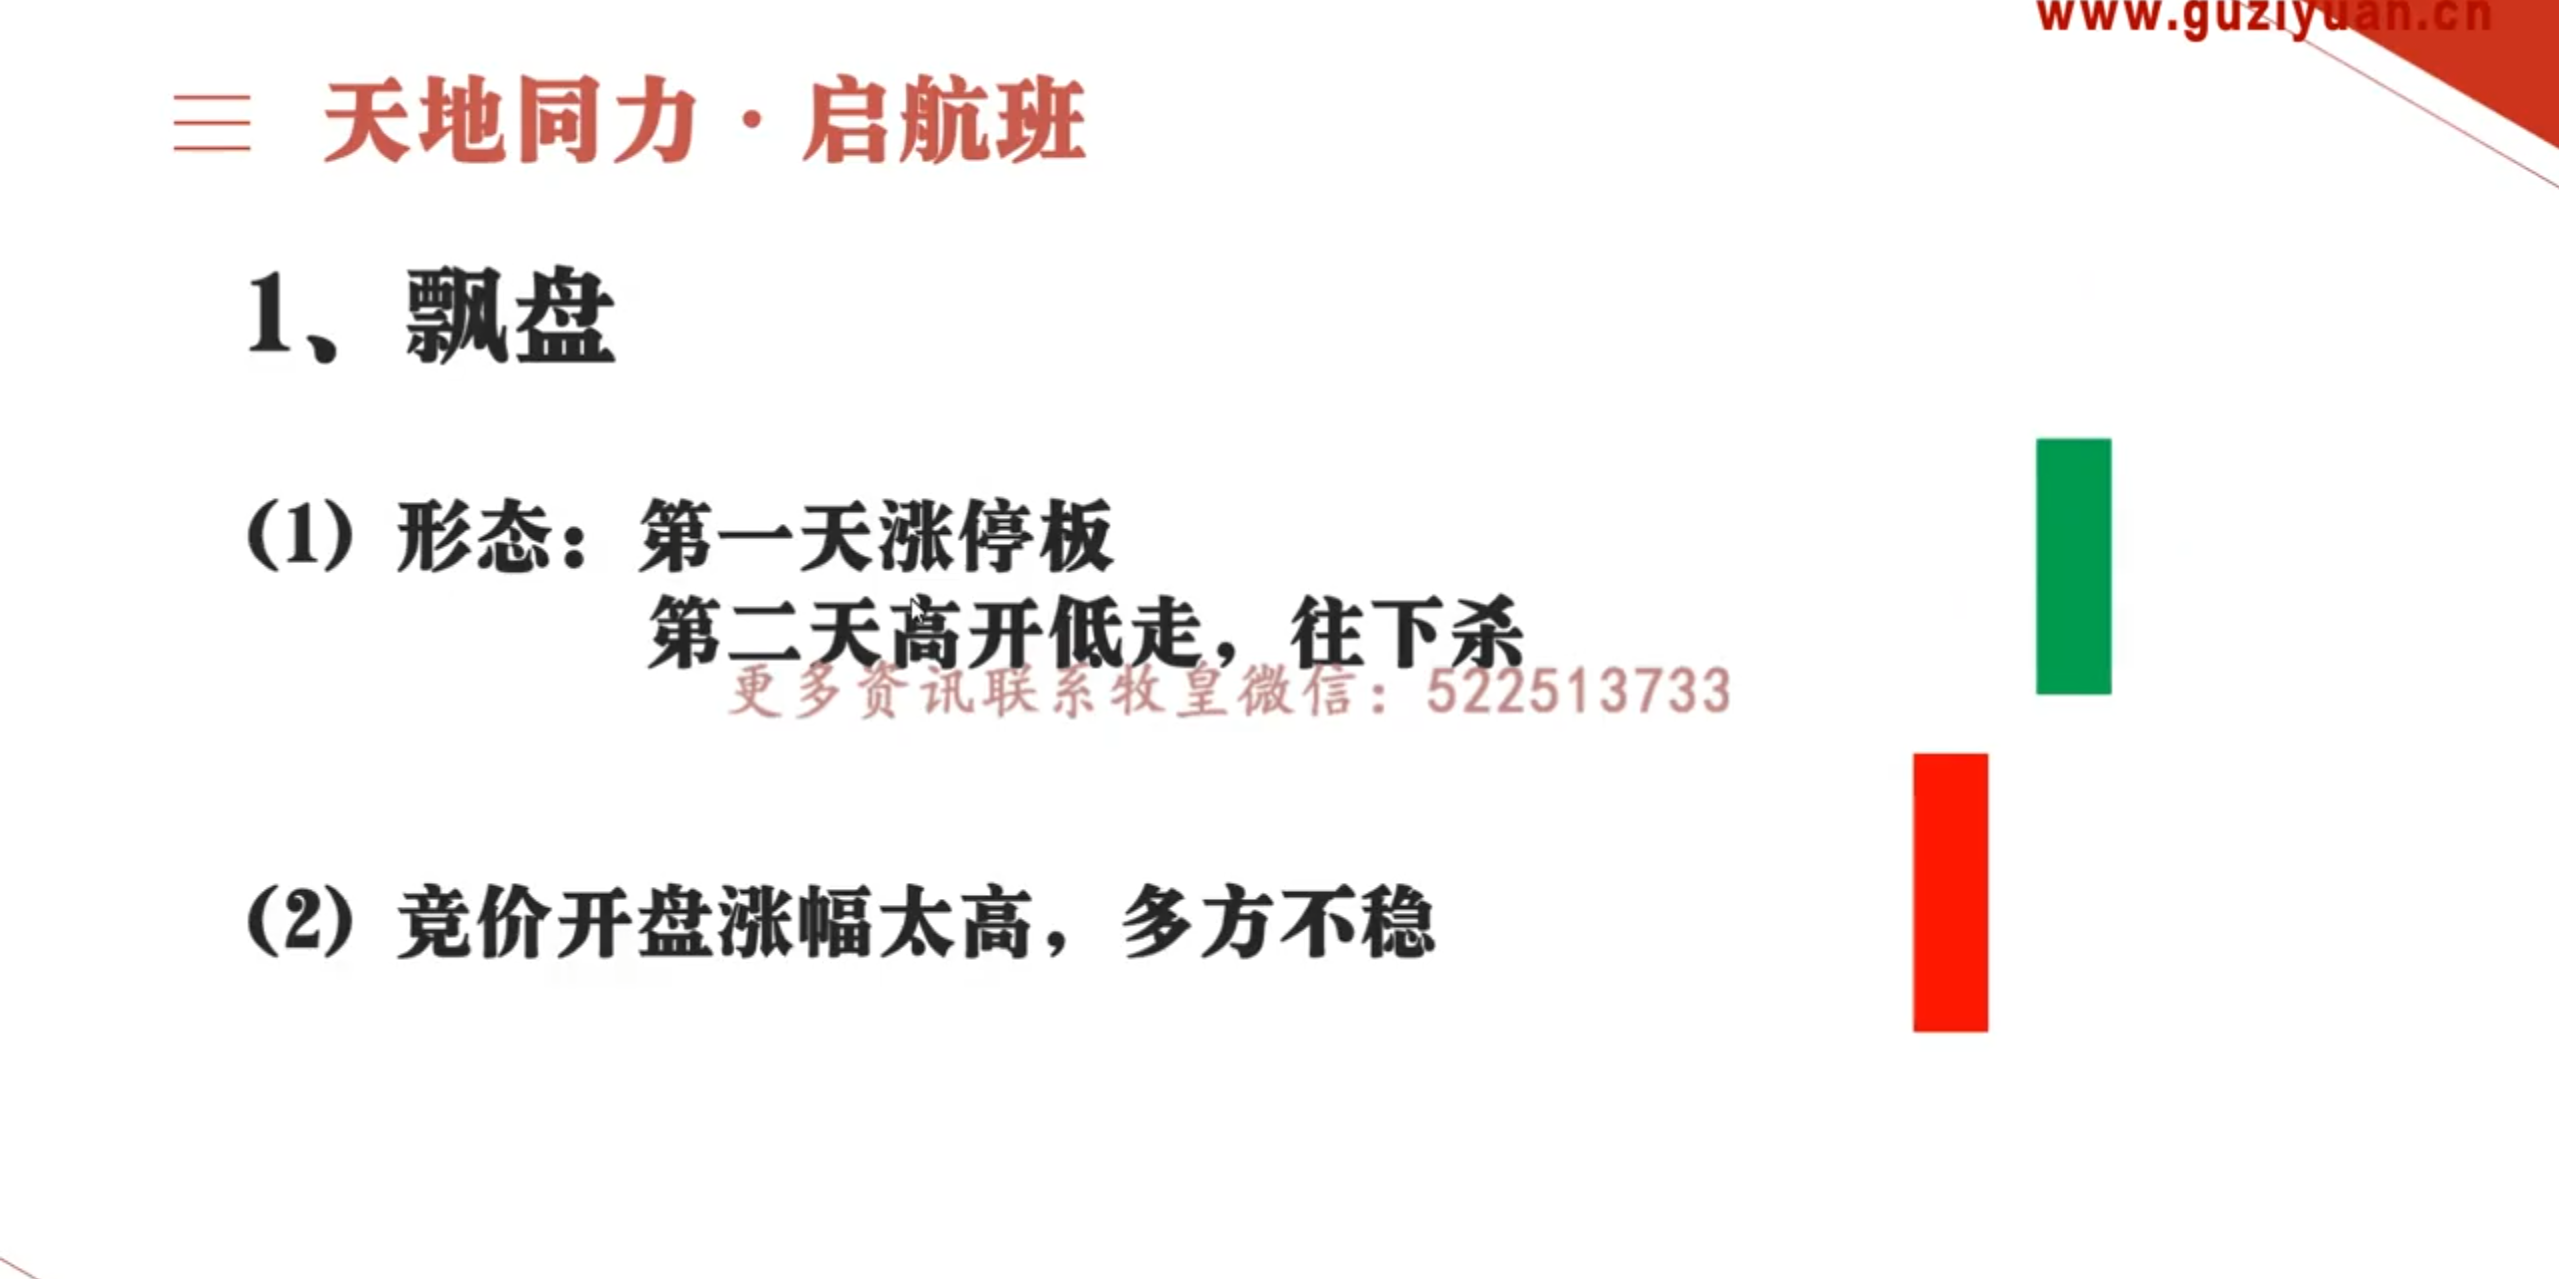 www.guziyuan.cn
天地同力·启航班
1、飘盘
（1）形态：第一天涨停板
第二天高开低走，往下杀
更多资讯联系牧皇微信：522513733
（2）竞价开盘涨幅太高，多方不稳